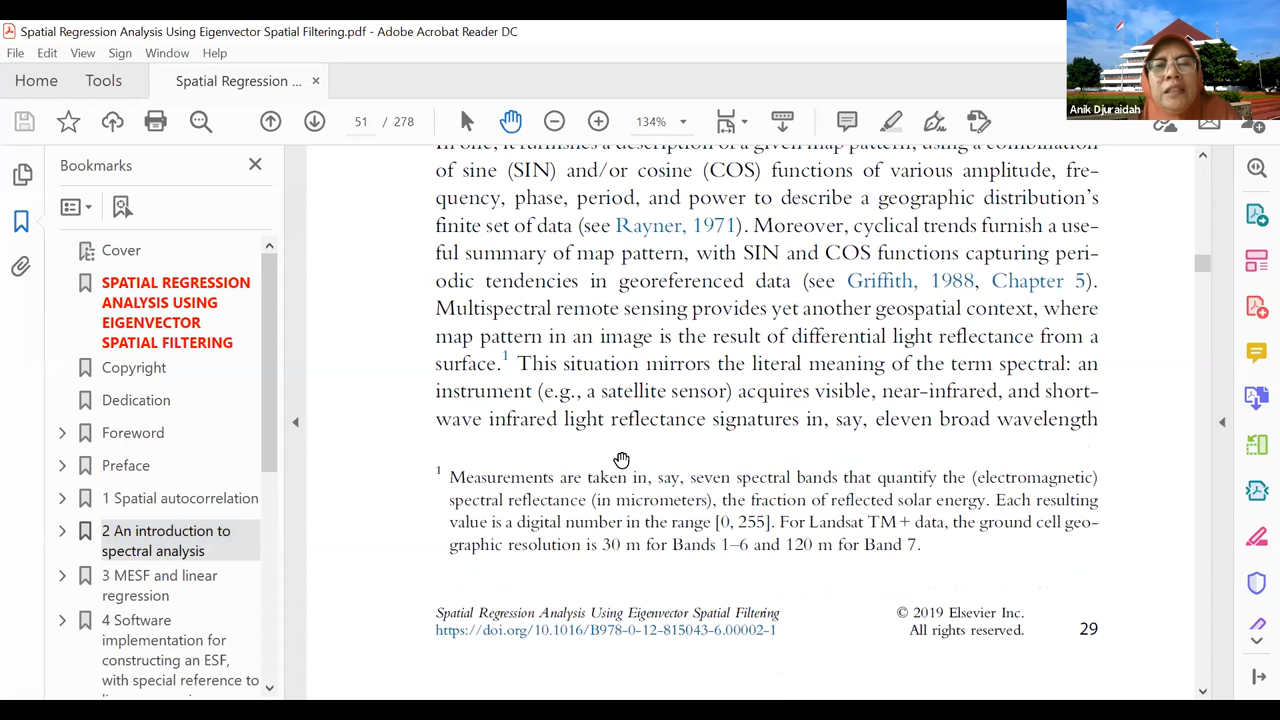 Spatial Regression Analysis Using Eigenvector Spatial Filtering.pdf - Adobe Acrobat Reader DC
File Edit View Sign Window Help
Home Tools Spatial Regression ... ×
51 / 278 134%
Anik Djuraidah
Bookmarks
Cover
SPATIAL REGRESSION
ANALYSIS USING
EIGENVECTOR
SPATIAL FILTERING
Copyright
Dedication
Foreword
Preface
1 Spatial autocorrelation
2 An introduction to
spectral analysis
3 MESF and linear
regression
4 Software
implementation for
constructing an ESF,
with special reference to
In one, it furnishes a description of a given map pattern, using a combination
of sine (SIN) and/or cosine (COS) functions of various amplitude, fre-
quency, phase, period, and power to describe a geographic distribution's
finite set of data (see Rayner, 1971). Moreover, cyclical trends furnish a use-
ful summary of map pattern, with SIN and COS functions capturing peri-
odic tendencies in georeferenced data (see Griffith, 1988, Chapter 5).
Multispectral remote sensing provides yet another geospatial context, where
map pattern in an image is the result of differential light reflectance from a
surface.1 This situation mirrors the literal meaning of the term spectral: an
instrument (e.g., a satellite sensor) acquires visible, near-infrared, and short-
wave infrared light reflectance signatures in, say, eleven broad wavelength
1 Measurements are taken in, say, seven spectral bands that quantify the (electromagnetic)
spectral reflectance (in micrometers), the fraction of reflected solar energy. Each resulting
value is a digital number in the range [0, 255]. For Landsat TM+ data, the ground cell geo-
graphic resolution is 30 m for Bands 1–6 and 120 m for Band 7.
Spatial Regression Analysis Using Eigenvector Spatial Filtering © 2019 Elsevier Inc.
https://doi.org/10.1016/B978-0-12-815043-6.00002-1 All rights reserved. 29